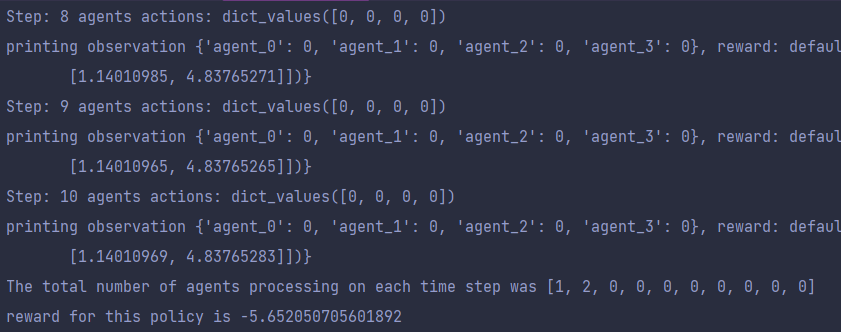 Step: 8 agents actions: dict_values([0, 0, 0, 0])
printing observation {'agent_0': 0, 'agent_1': 0, 'agent_2': 0, 'agent_3': 0}, reward: defaul
[1.14010985, 4.83765271]])}
Step: 9 agents actions: dict_values([0, 0, 0, 0])
printing observation {'agent_0': 0, 'agent_1': 0, 'agent_2': 0, 'agent_3': 0}, reward: defaul
[1.14010965, 4.83765265]])}
Step: 10 agents actions: dict_values([0, 0, 0, 0])
printing observation {'agent_0': 0, 'agent_1': 0, 'agent_2': 0, 'agent_3': 0}, reward: defaul
[1.14010969, 4.83765283]])}
The total number of agents processing on each time step was [1, 2, 0, 0, 0, 0, 0, 0, 0, 0]
reward for this policy is -5.652050705601892